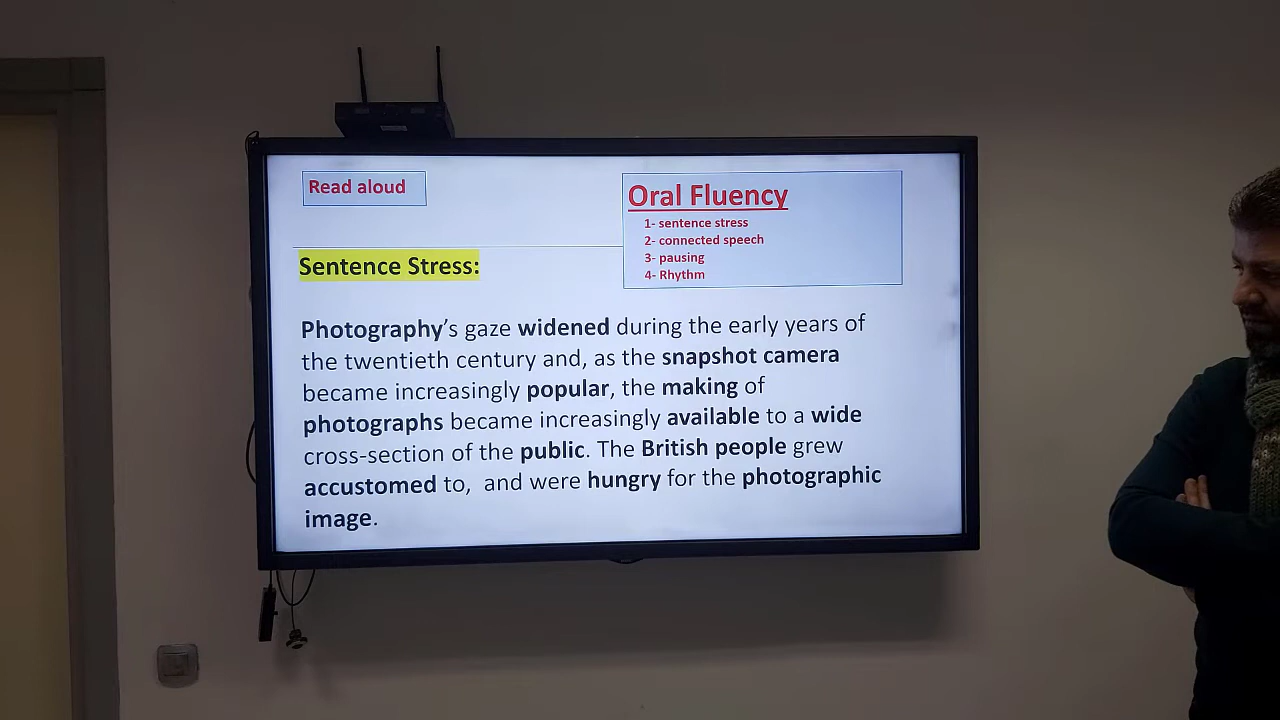 Read aloud
Oral Fluency
1- sentence stress
2- connected speech
3- pausing
4- Rhythm
Sentence Stress:
Photography's gaze widened during the early years of
the twentieth century and, as the snapshot camera
became increasingly popular, the making of
photographs became increasingly available to a wide
cross-section of the public. The British people grew
accustomed to, and were hungry for the photographic
image.